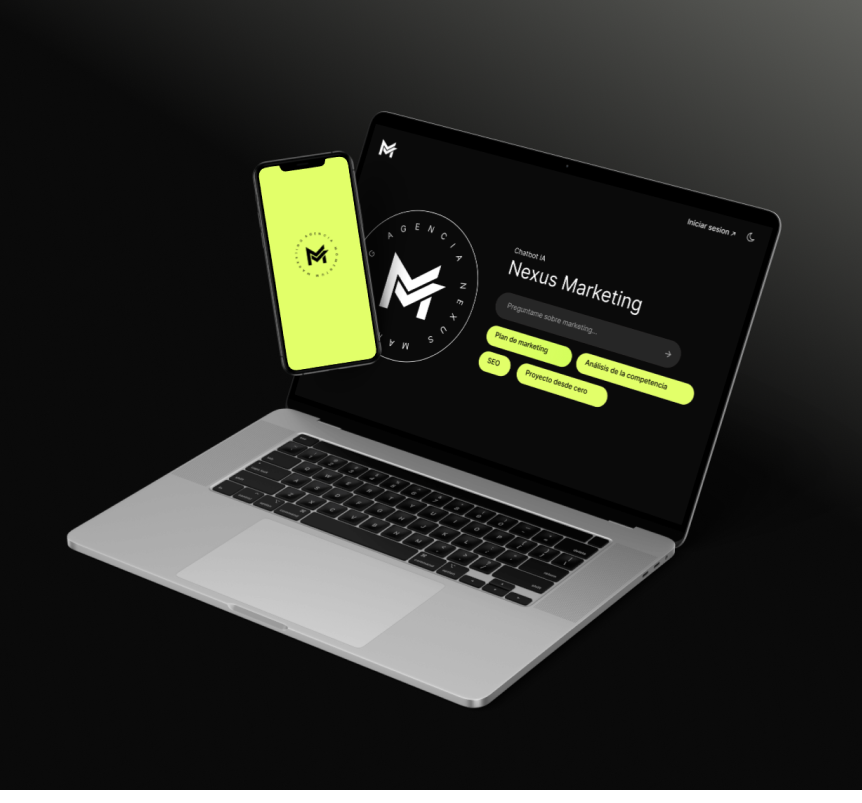 Iniciar sesion ↗
AGENCIA NEXUS MA
Chatbot IA
Nexus Marketing
Preguntame sobre marketing...
Plan de marketing
Análisis de la competencia
SEO
Proyecto desde cero